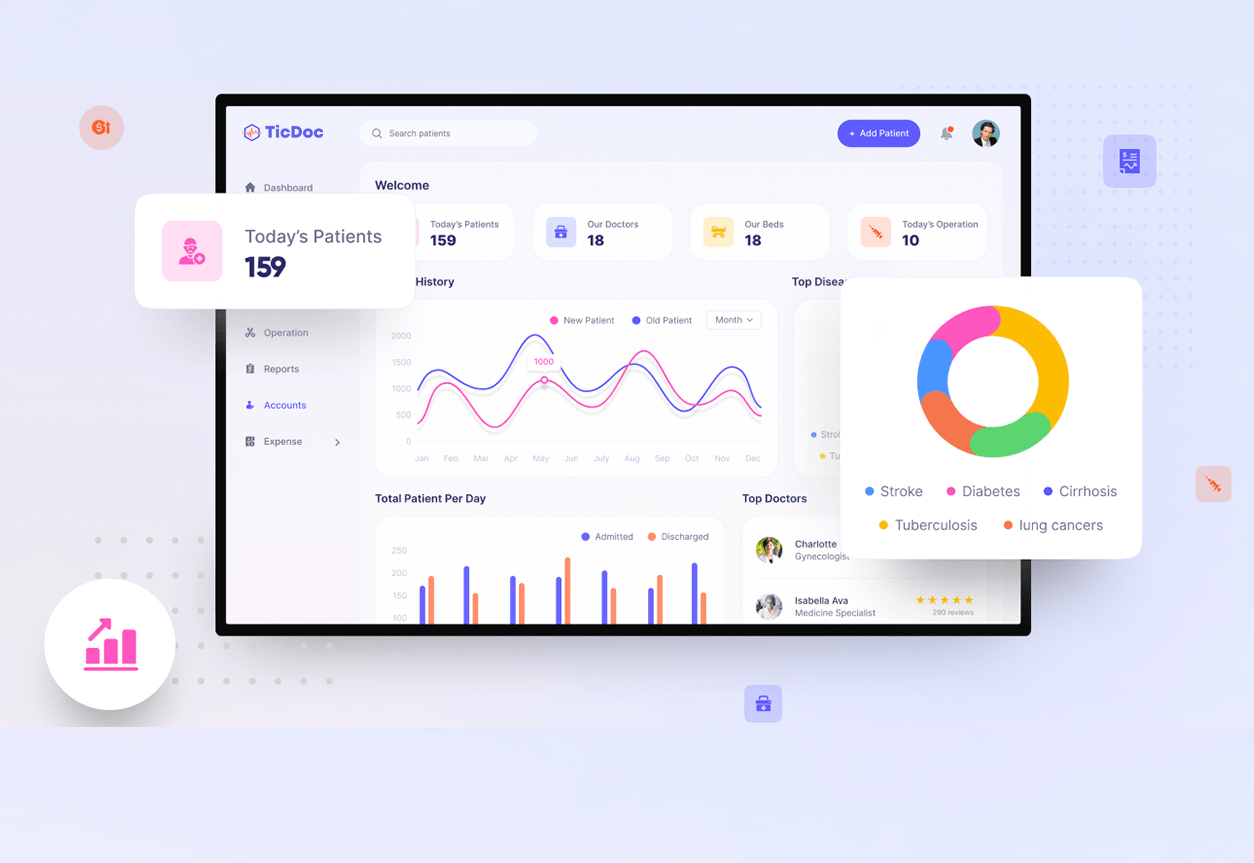 TicDoc
Search patients
+ Add Patient
Dashboard
Welcome
Today's Patients
159
Today's Patients
159
Our Doctors
18
Our Beds
18
Today's Operation
10
History
New Patient
Old Patient
Month
2000
1500
1000
500
0
1000
Jan Feb Mar Apr May Jun July Aug Sep Oct Nov Dec
Operation
Reports
Accounts
Expense
Top
Stroke Diabetes Cirrhosis
Tuberculosis lung cancers
Total Patient Per Day
Admitted Discharged
250
200
150
100
Top Doctors
Charlotte
Gynecologist
Isabella Ava
Medicine Specialist
290 reviews